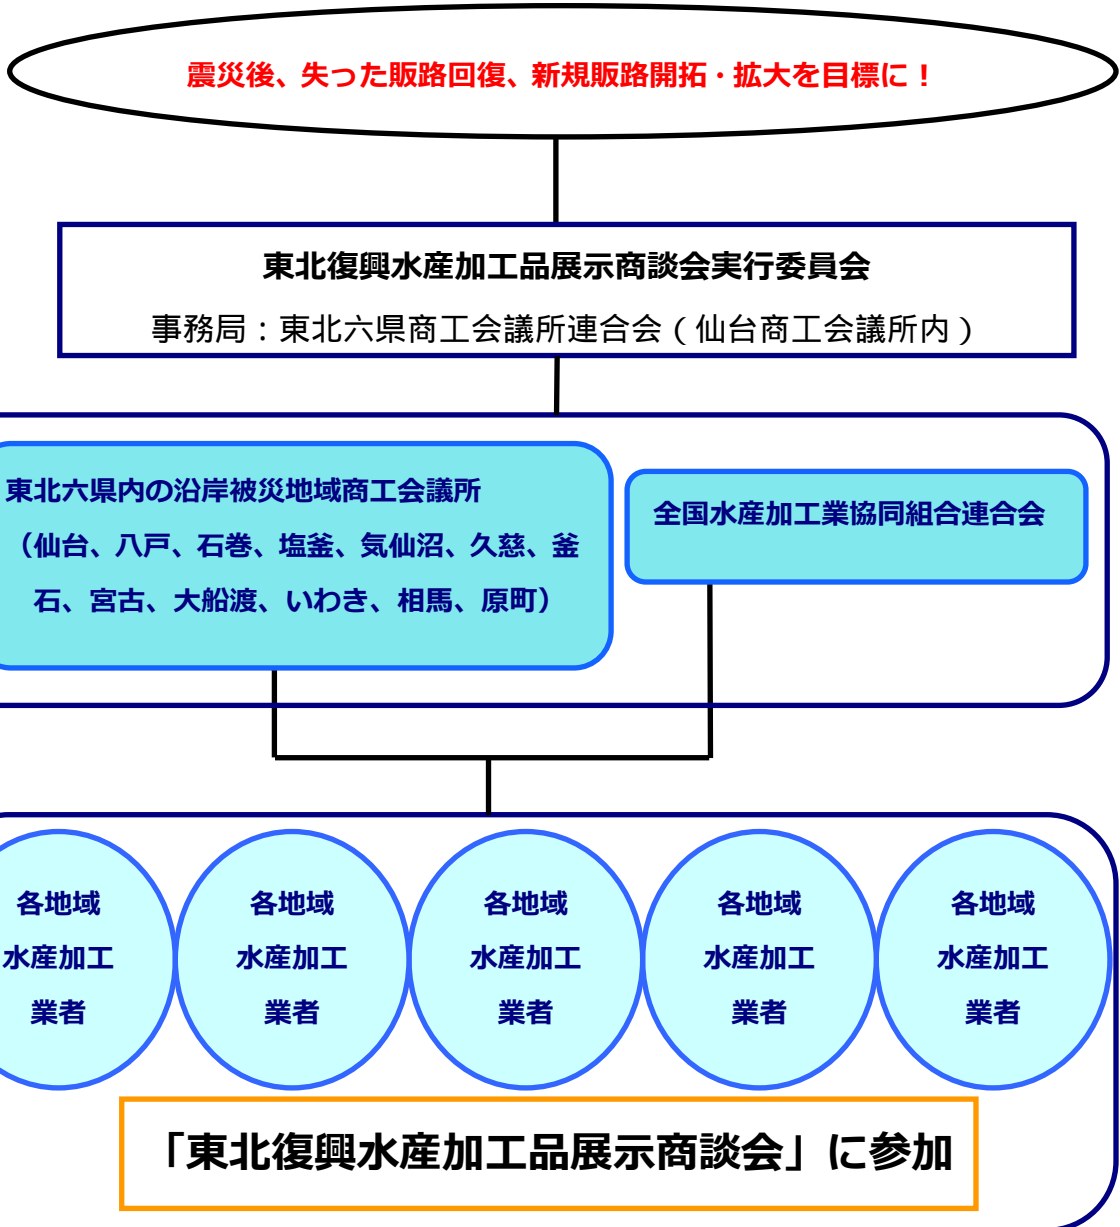 震災後、失った販路回復、新規販路開拓・拡大を目標に！
東北復興水産加工品展示商談会実行委員会
事務局：東北六県商工会議所連合会（仙台商工会議所内）
東北六県内の沿岸被災地域商工会議所
（仙台、八戸、石巻、塩釜、気仙沼、久慈、釜
石、宮古、大船渡、いわき、相馬、原町）
全国水産加工業協同組合連合会
各地域
水産加工
業者
各地域
水産加工
業者
各地域
水産加工
業者
各地域
水産加工
業者
各地域
水産加工
業者
「東北復興水産加工品展示商談会」に参加